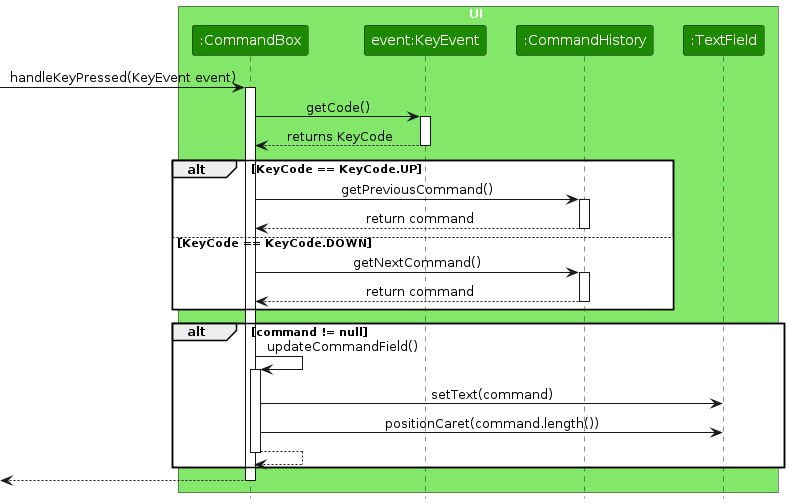 UI
:CommandBox
event:KeyEvent
:CommandHistory
:TextField
handleKeyPressed(KeyEvent event)
getCode()
returns KeyCode
alt [KeyCode == KeyCode.UP]
getPreviousCommand()
return command
[KeyCode == KeyCode.DOWN]
getNextCommand()
return command
alt [command != null]
updateCommandField()
setText(command)
positionCaret(command.length())